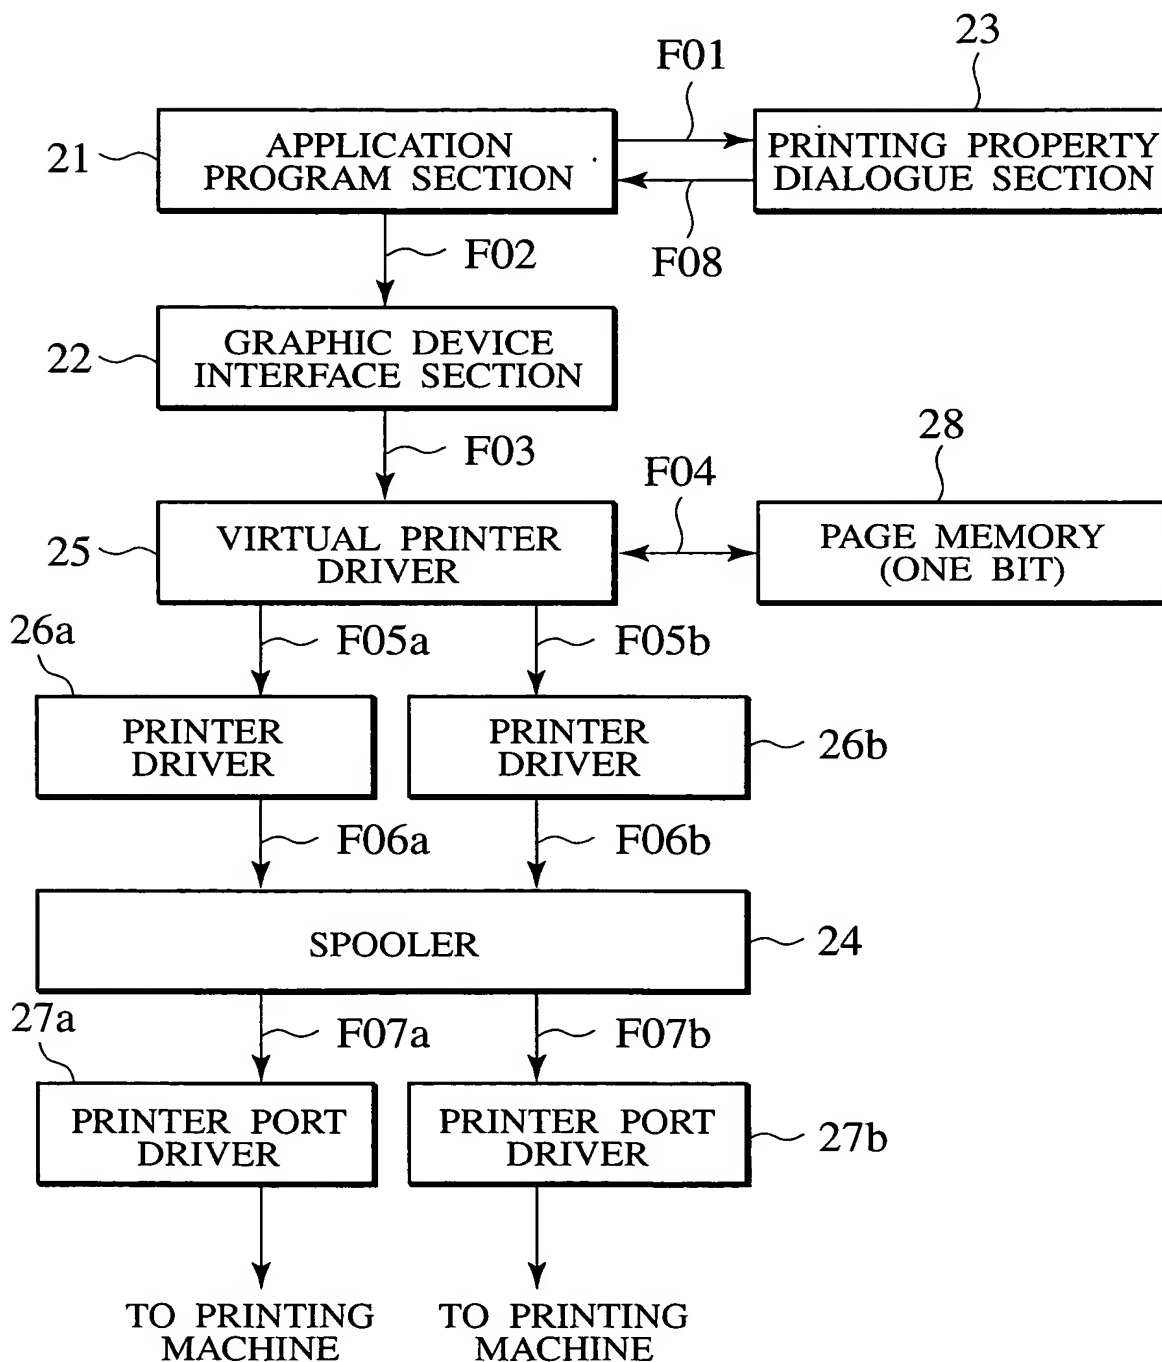 23
F01
21
APPLICATION
PROGRAM SECTION
PRINTING PROPERTY
DIALOGUE SECTION
F08
F02
22
GRAPHIC DEVICE
INTERFACE SECTION
F03
28
F04
25
VIRTUAL PRINTER
DRIVER
PAGE MEMORY
(ONE BIT)
26a
F05a
F05b
PRINTER
DRIVER
PRINTER
DRIVER
26b
F06a
F06b
SPOOLER
24
27a
F07a
F07b
PRINTER PORT
DRIVER
PRINTER PORT
DRIVER
27b
TO PRINTING
MACHINE
TO PRINTING
MACHINE